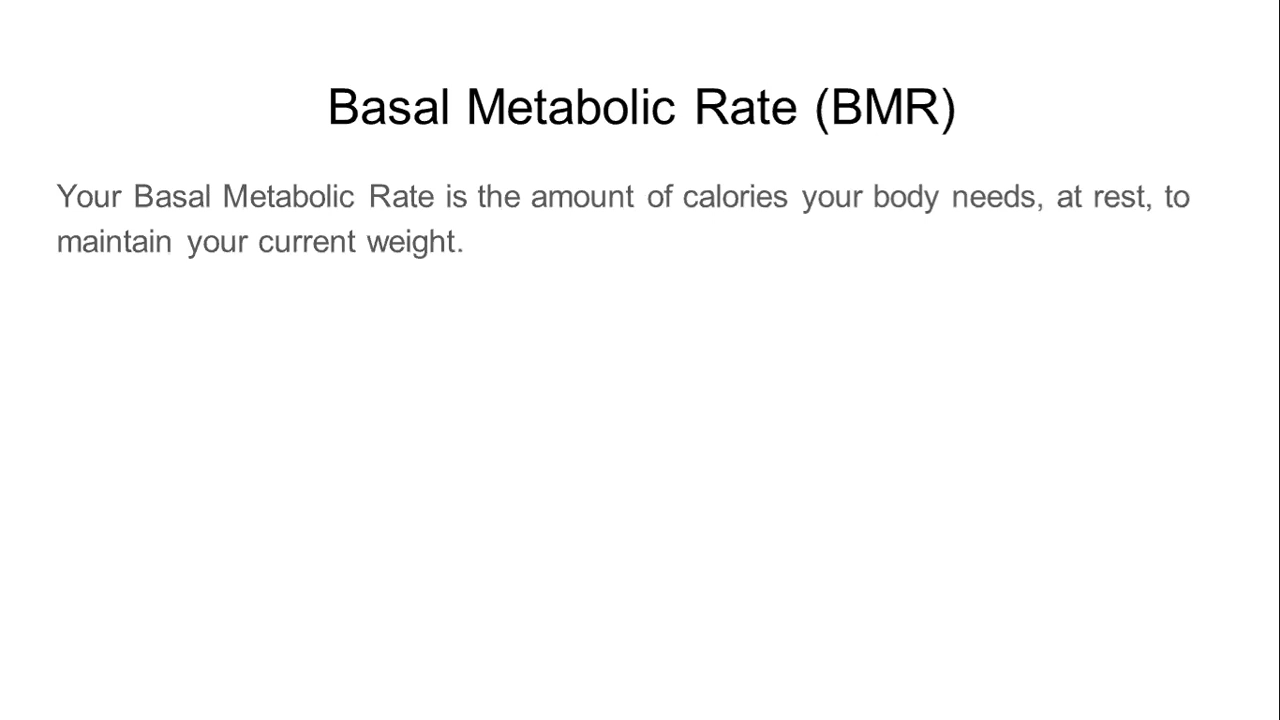 Basal Metabolic Rate (BMR)
Your Basal Metabolic Rate is the amount of calories your body needs, at rest, to
maintain your current weight.